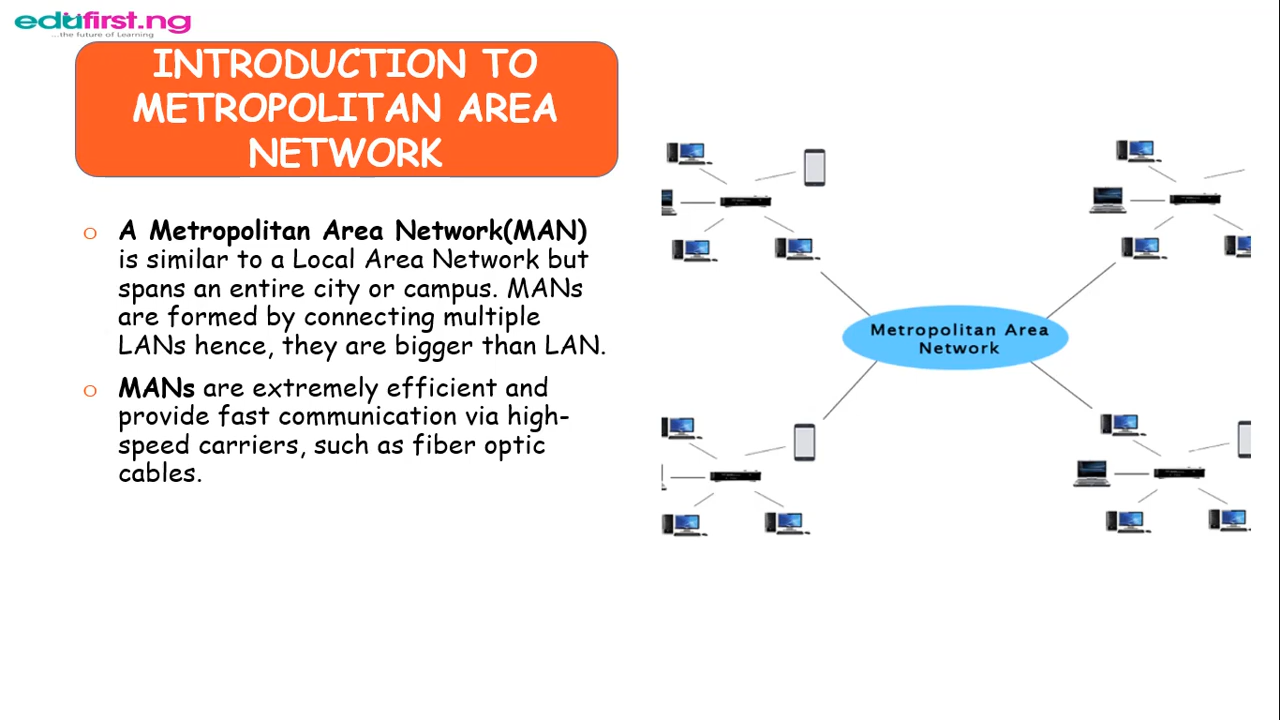 edufirst.ng
...the future of Learning
INTRODUCTION TO
METROPOLITAN AREA
NETWORK
o A Metropolitan Area Network(MAN)
is similar to a Local Area Network but
spans an entire city or campus. MANs
are formed by connecting multiple
LANs hence, they are bigger than LAN.
o MANs are extremely efficient and
provide fast communication via high-
speed carriers, such as fiber optic
cables.
Metropolitan Area
Network